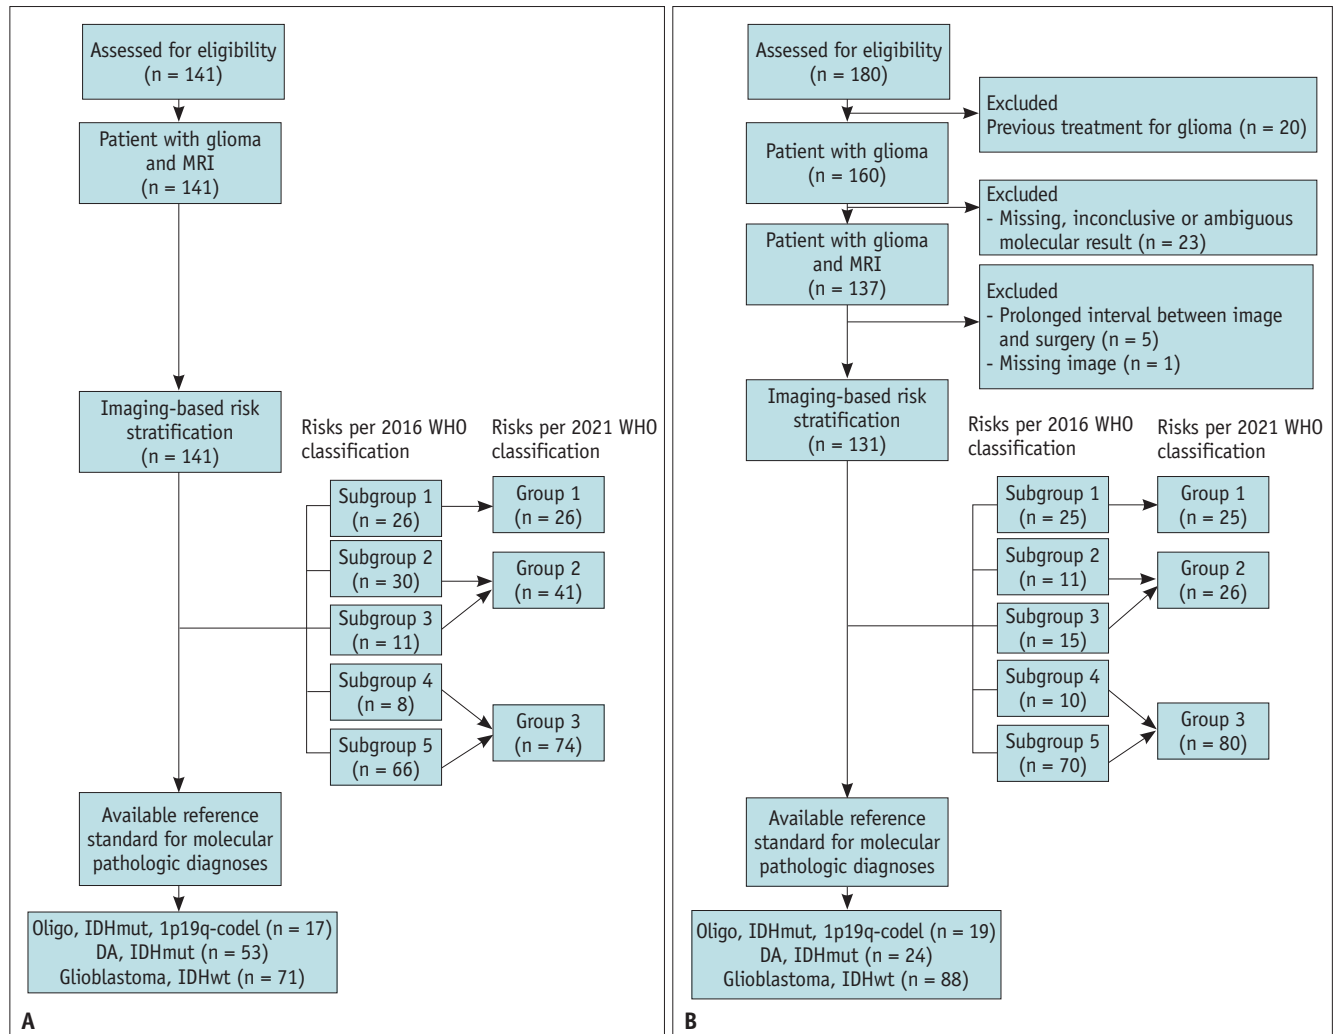 Assessed for eligibility
(n = 141)
Patient with glioma
and MRI
(n = 141)
Imaging-based risk
stratification
(n = 141)
Risks per 2016 WHO
classification
Risks per 2021 WHO
classification
Subgroup 1
(n = 26)
Group 1
(n = 26)
Subgroup 2
(n = 30)
Group 2
(n = 41)
Subgroup 3
(n = 11)
Subgroup 4
(n = 8)
Group 3
(n = 74)
Subgroup 5
(n = 66)
Available reference
standard for molecular
pathologic diagnoses
Oligo, IDHmut, 1p19q-codel (n = 17)
DA, IDHmut (n = 53)
Glioblastoma, IDHwt (n = 71)
A
Assessed for eligibility
(n = 180)
Excluded
Previous treatment for glioma (n = 20)
Patient with glioma
(n = 160)
Excluded
- Missing, inconclusive or ambiguous
molecular result (n = 23)
Patient with glioma
and MRI
(n = 137)
Excluded
- Prolonged interval between image
and surgery (n = 5)
- Missing image (n = 1)
Imaging-based risk
stratification
(n = 131)
Risks per 2016 WHO
classification
Risks per 2021 WHO
classification
Subgroup 1
(n = 25)
Group 1
(n = 25)
Subgroup 2
(n = 11)
Group 2
(n = 26)
Subgroup 3
(n = 15)
Subgroup 4
(n = 10)
Group 3
(n = 80)
Subgroup 5
(n = 70)
Available reference
standard for molecular
pathologic diagnoses
Oligo, IDHmut, 1p19q-codel (n = 19)
DA, IDHmut (n = 24)
Glioblastoma, IDHwt (n = 88)
B